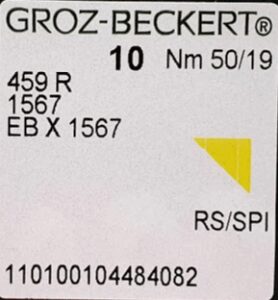 GROZ-BECKERT®
10 Nm 50/19
459 R
1567
EB X 1567
RS/SPI
110100104484082